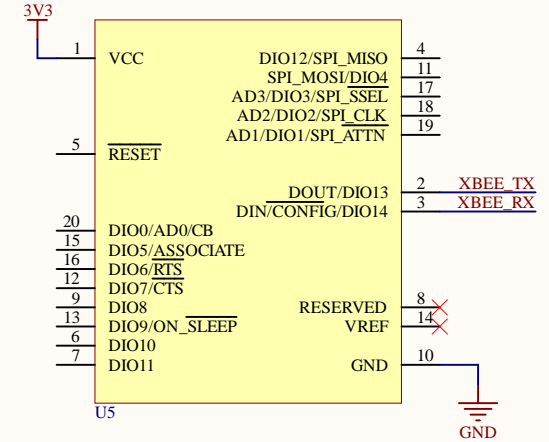 3V3
1 VCC
DIO12/SPI_MISO 4
SPI_MOSI/DIO4 11
AD3/DIO3/SPI_SSEL 17
AD2/DIO2/SPI_CLK 18
AD1/DIO1/SPI_ATTN 19
5 RESET
DOUT/DIO13 2 XBEE_TX
DIN/CONFIG/DIO14 3 XBEE_RX
20 DIO0/AD0/CB
15 DIO5/ASSOCIATE
16 DIO6/RTS
12 DIO7/CTS
9 DIO8
RESERVED 8
13 DIO9/ON_SLEEP
VREF 14
6 DIO10
7 DIO11
GND 10
U5
GND